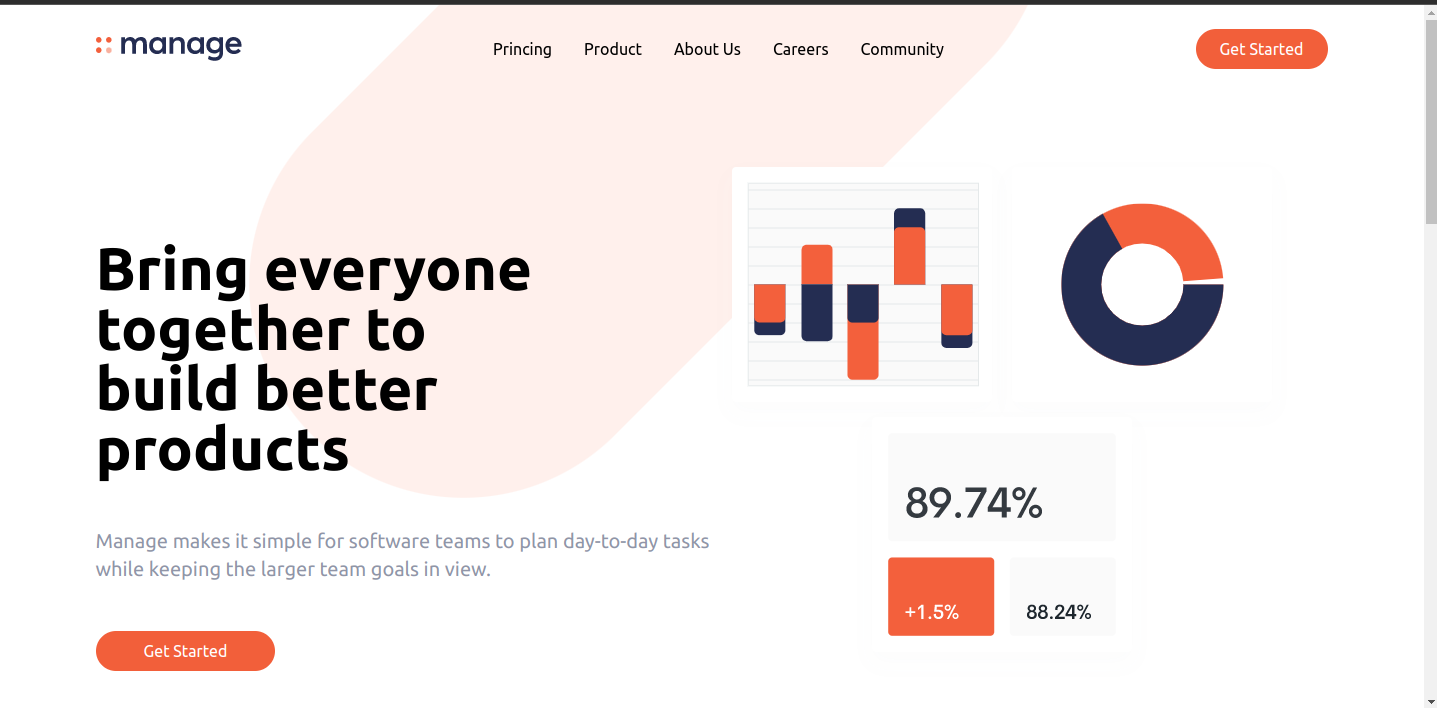 manage
Princing
Product
About Us
Careers
Community
Get Started
Bring everyone
together to
build better
products
Manage makes it simple for software teams to plan day-to-day tasks
while keeping the larger team goals in view.
Get Started
89.74%
+1.5%
88.24%